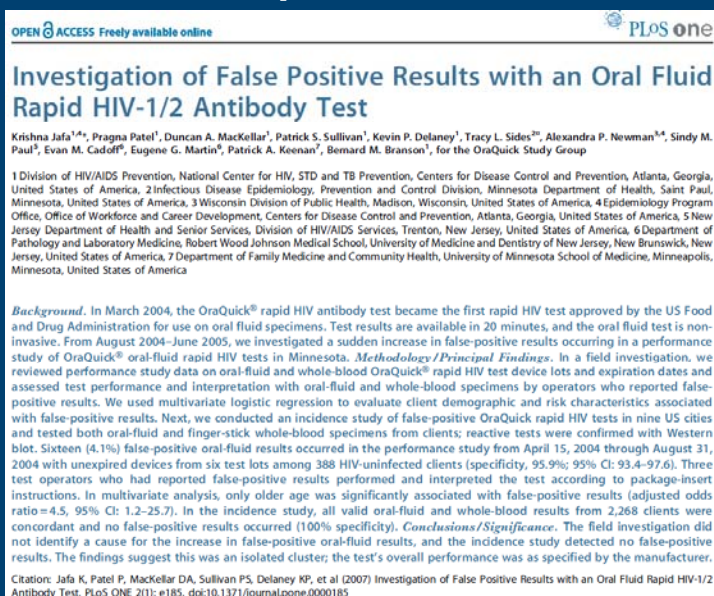 OPEN ACCESS Freely available online
PLoS one
Investigation of False Positive Results with an Oral Fluid
Rapid HIV-1/2 Antibody Test
Krishna Jafa1,4*, Pragna Patel1, Duncan A. MacKellar1, Patrick S. Sullivan1, Kevin P. Delaney1, Tracy L. Sides2¤, Alexandra P. Newman3,4, Sindy M.
Paul5, Evan M. Cadoff6, Eugene G. Martin6, Patrick A. Keenan7, Bernard M. Branson1, for the OraQuick Study Group
1 Division of HIV/AIDS Prevention, National Center for HIV, STD and TB Prevention, Centers for Disease Control and Prevention, Atlanta, Georgia,
United States of America, 2 Infectious Disease Epidemiology, Prevention and Control Division, Minnesota Department of Health, Saint Paul,
Minnesota, United States of America, 3 Wisconsin Division of Public Health, Madison, Wisconsin, United States of America, 4 Epidemiology Program
Office, Office of Workforce and Career Development, Centers for Disease Control and Prevention, Atlanta, Georgia, United States of America, 5 New
Jersey Department of Health and Senior Services, Division of HIV/AIDS Services, Trenton, New Jersey, United States of America, 6 Department of
Pathology and Laboratory Medicine, Robert Wood Johnson Medical School, University of Medicine and Dentistry of New Jersey, New Brunswick, New
Jersey, United States of America, 7 Department of Family Medicine and Community Health, University of Minnesota School of Medicine, Minneapolis,
Minnesota, United States of America
Background. In March 2004, the OraQuick® rapid HIV antibody test became the first rapid HIV test approved by the US Food
and Drug Administration for use on oral fluid specimens. Test results are available in 20 minutes, and the oral fluid test is non-
invasive. From August 2004–June 2005, we investigated a sudden increase in false-positive results occurring in a performance
study of OraQuick® oral-fluid rapid HIV tests in Minnesota. Methodology/Principal Findings. In a field investigation, we
reviewed performance study data on oral-fluid and whole-blood OraQuick® rapid HIV test device lots and expiration dates and
assessed test performance and interpretation with oral-fluid and whole-blood specimens by operators who reported false-
positive results. We used multivariate logistic regression to evaluate client demographic and risk characteristics associated
with false-positive results. Next, we conducted an incidence study of false-positive OraQuick rapid HIV tests in nine US cities
and tested both oral-fluid and finger-stick whole-blood specimens from clients; reactive tests were confirmed with Western
blot. Sixteen (4.1%) false-positive oral-fluid results occurred in the performance study from April 15, 2004 through August 31,
2004 with unexpired devices from six test lots among 388 HIV-uninfected clients (specificity, 95.9%; 95% CI: 93.4–97.6). Three
test operators who had reported false-positive results performed and interpreted the test according to package-insert
instructions. In multivariate analysis, only older age was significantly associated with false-positive results (adjusted odds
ratio = 4.5, 95% CI: 1.2–25.7). In the incidence study, all valid oral-fluid and whole-blood results from 2,268 clients were
concordant and no false-positive results occurred (100% specificity). Conclusions/Significance. The field investigation did
not identify a cause for the increase in false-positive oral-fluid results, and the incidence study detected no false-positive
results. The findings suggest this was an isolated cluster; the test's overall performance was as specified by the manufacturer.
Citation: Jafa K, Patel P, MacKellar DA, Sullivan PS, Delaney KP, et al (2007) Investigation of False Positive Results with an Oral Fluid Rapid HIV-1/2
Antibody Test. PLoS ONE 2(1): e185. doi:10.1371/journal.pone.0000185